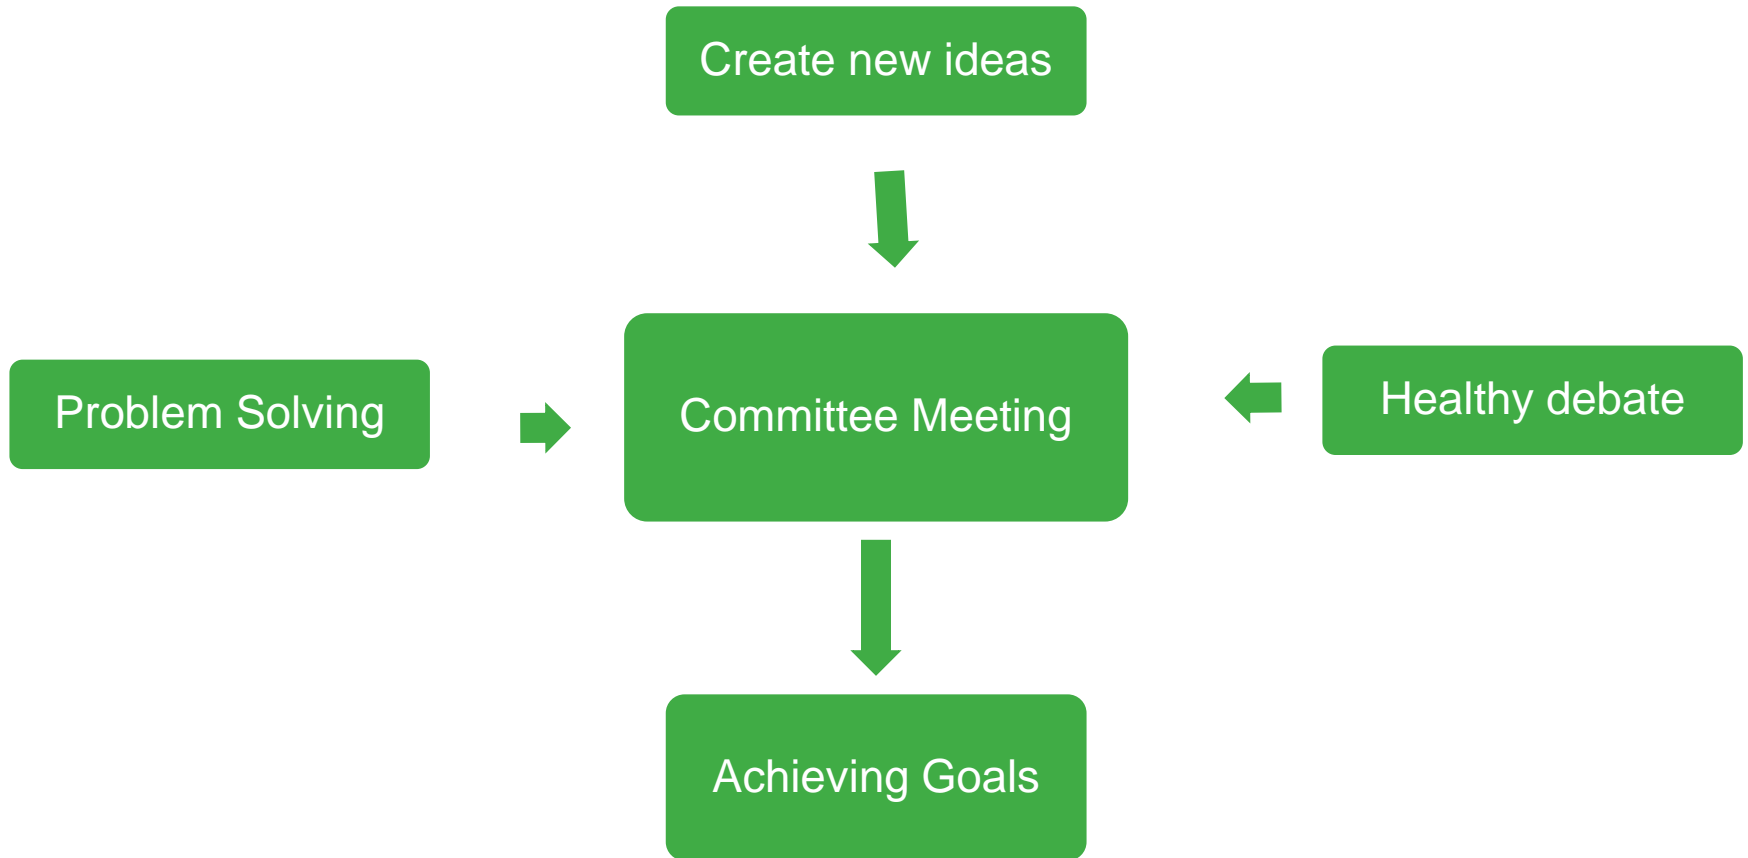 Create new ideas
Problem Solving
Committee Meeting
Healthy debate
Achieving Goals